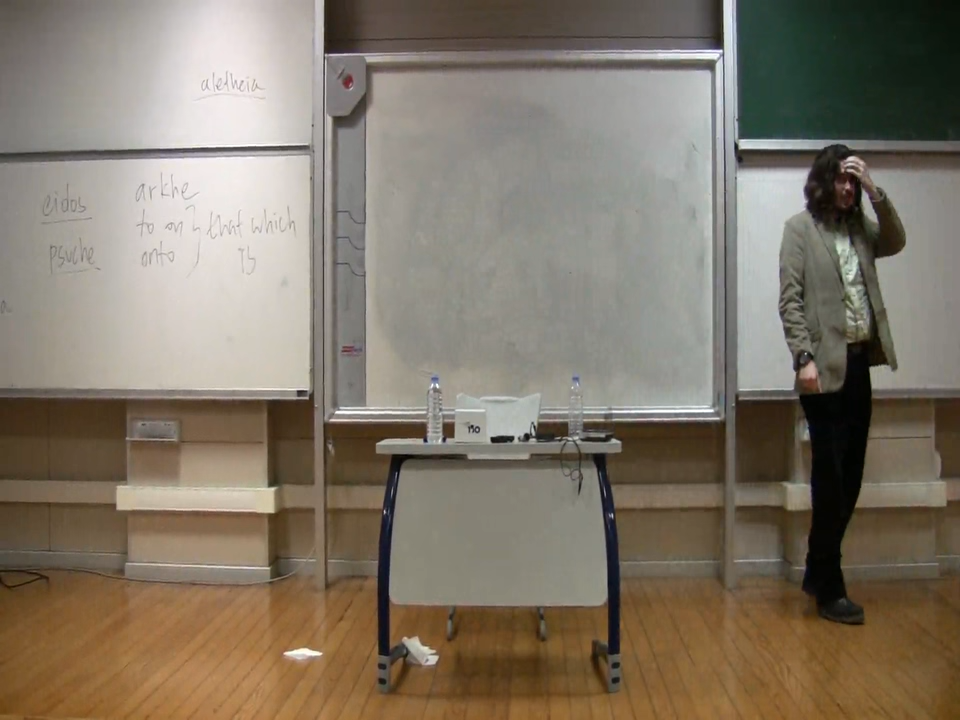 aletheia
eidos
psuche
arkhe
to on } that which
onto } is